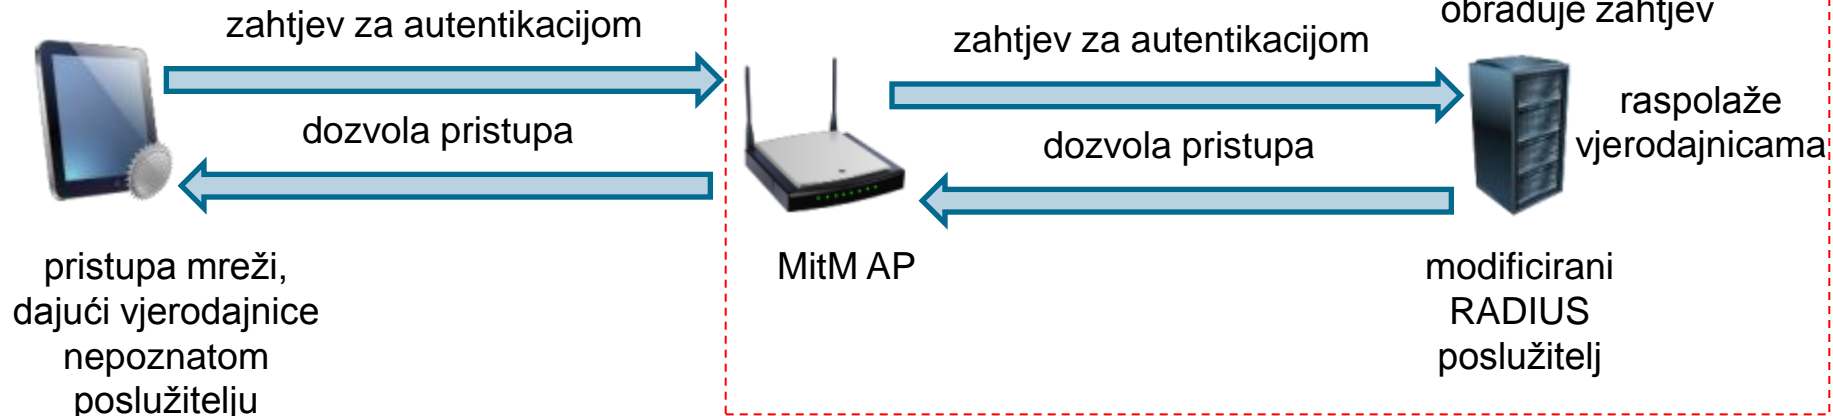 zahtjev za autentikacijom
dozvola pristupa
pristupa mreži,
dajući vjerodajnice
nepoznatom
poslužitelju
zahtjev za autentikacijom
dozvola pristupa
MitM AP
obrađuje zahtjev
raspolaže
vjerodajnicama
modificirani
RADIUS
poslužitelj